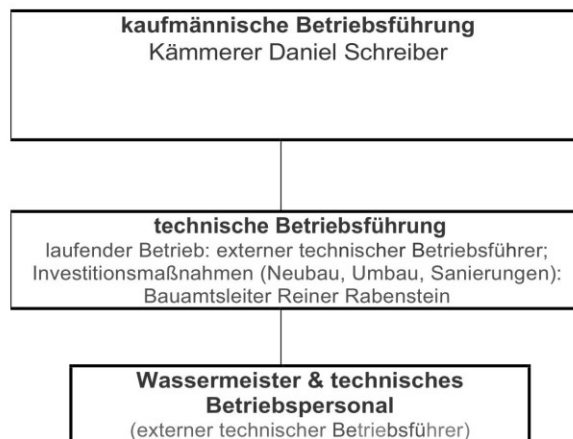 kaufmännische Betriebsführung
Kämmerer Daniel Schreiber
technische Betriebsführung
laufender Betrieb: externer technischer Betriebsführer;
Investitionsmaßnahmen (Neubau, Umbau, Sanierungen):
Bauamtsleiter Reiner Rabenstein
Wassermeister & technisches
Betriebspersonal
(externer technischer Betriebsführer)